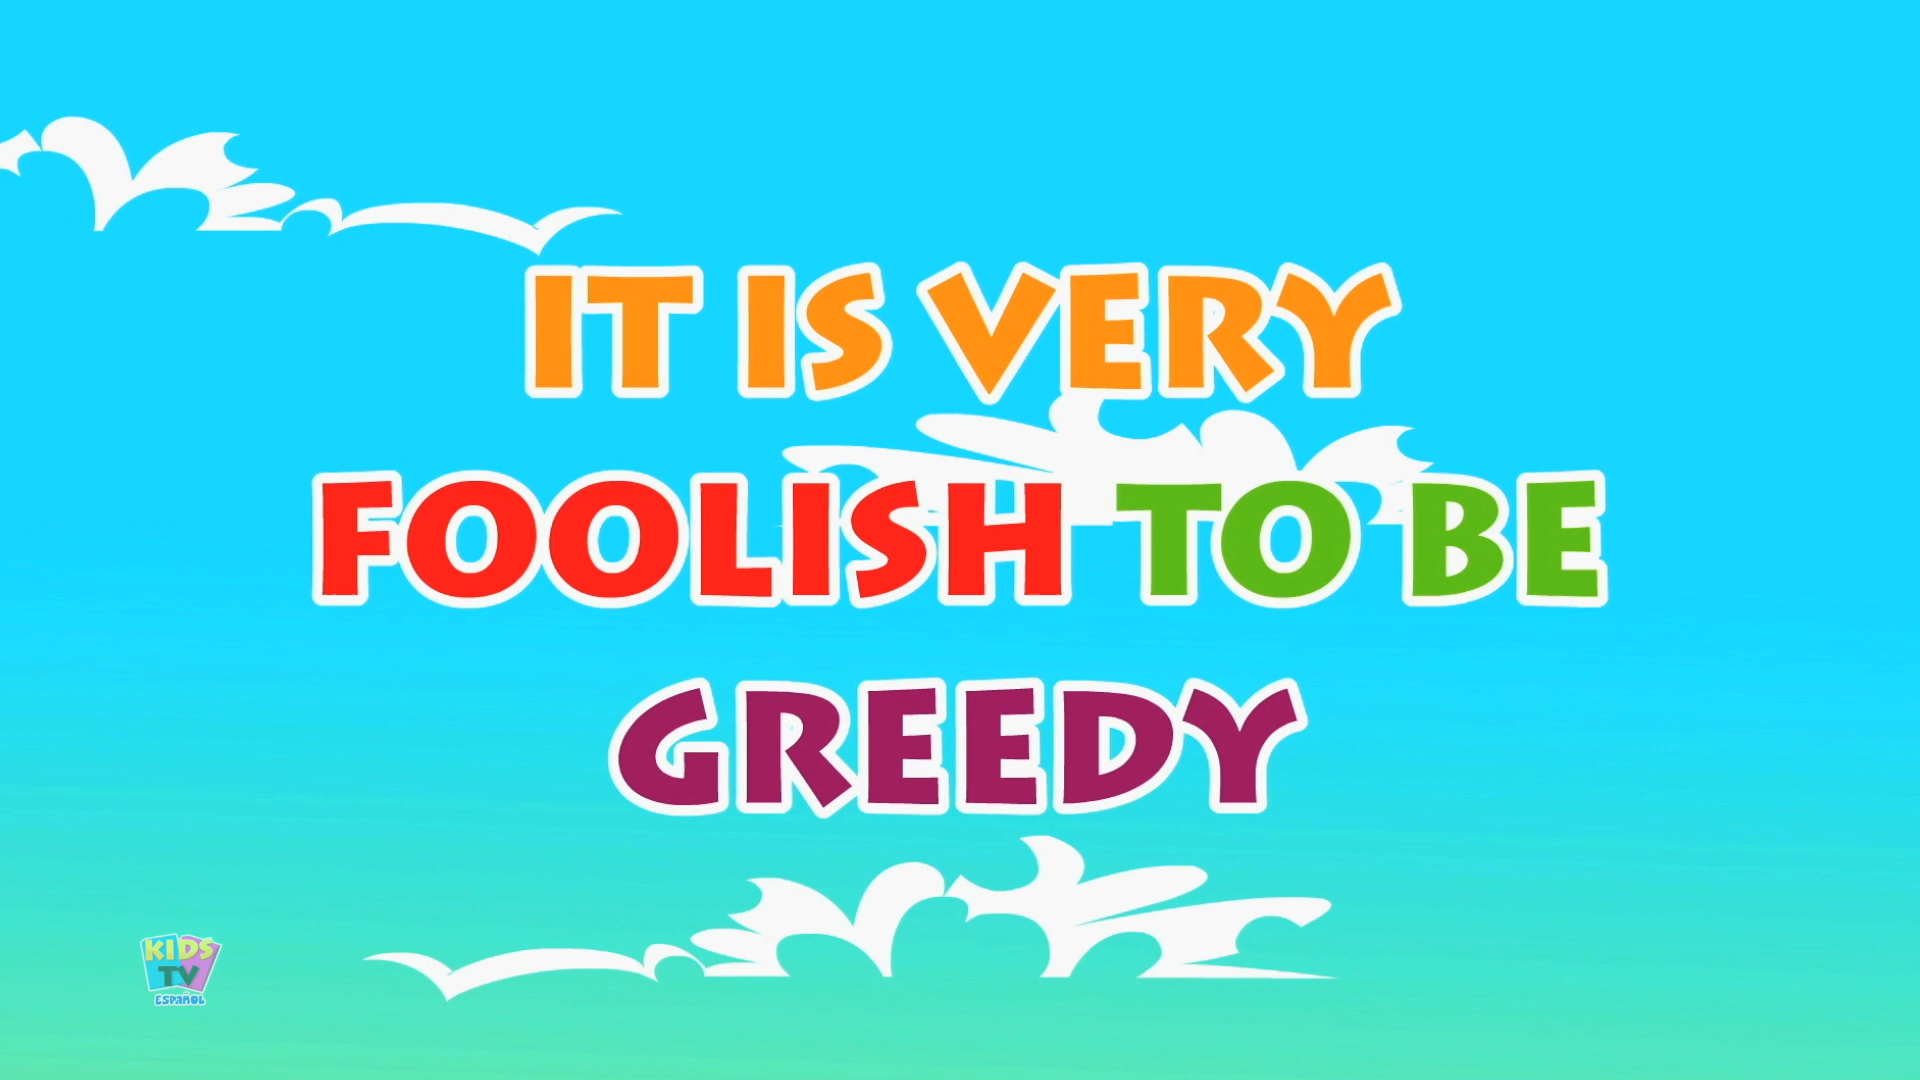 IT IS VERY
FOOLISH TO BE
GREEDY
KIDS
TV
ESPAÑOL